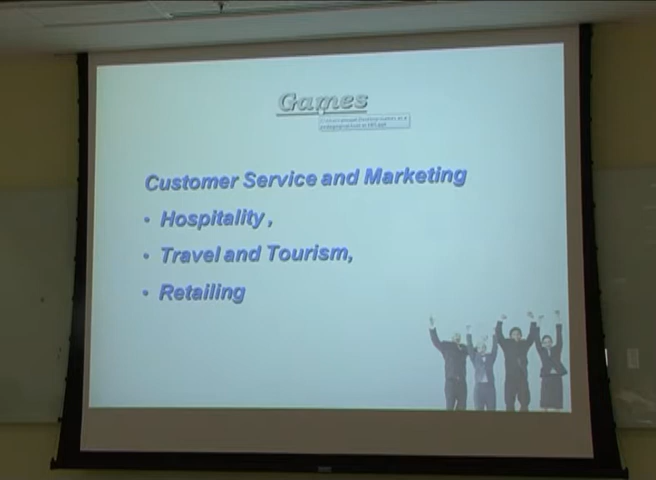 Games
Customer Service and Marketing
• Hospitality,
• Travel and Tourism,
• Retailing